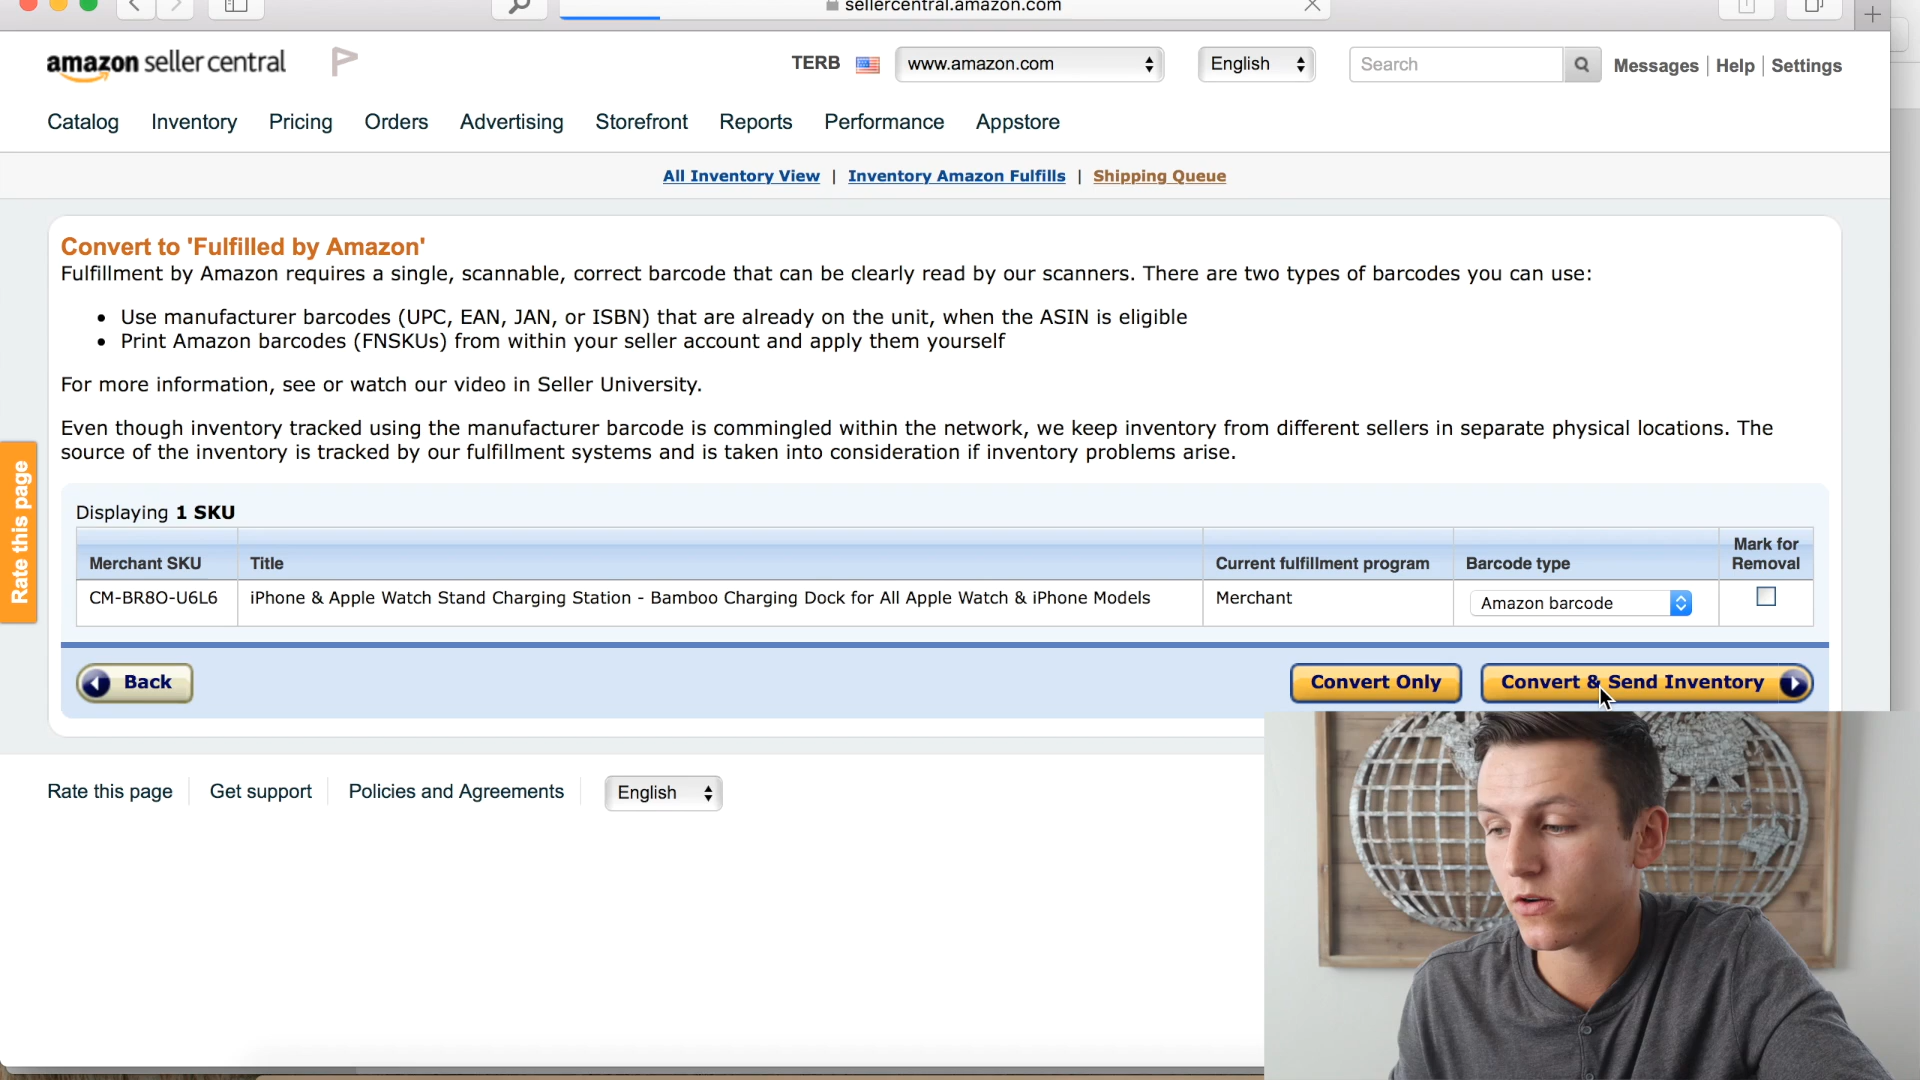 sellercentral.amazon.com
amazon seller central
TERB
www.amazon.com
English
Search
Messages | Help | Settings
Catalog Inventory Pricing Orders Advertising Storefront Reports Performance Appstore
All Inventory View | Inventory Amazon Fulfills | Shipping Queue
Convert to 'Fulfilled by Amazon'
Fulfillment by Amazon requires a single, scannable, correct barcode that can be clearly read by our scanners. There are two types of barcodes you can use:
• Use manufacturer barcodes (UPC, EAN, JAN, or ISBN) that are already on the unit, when the ASIN is eligible
• Print Amazon barcodes (FNSKUs) from within your seller account and apply them yourself
For more information, see or watch our video in Seller University.
Even though inventory tracked using the manufacturer barcode is commingled within the network, we keep inventory from different sellers in separate physical locations. The
source of the inventory is tracked by our fulfillment systems and is taken into consideration if inventory problems arise.
Rate this page
Displaying 1 SKU
Merchant SKU Title Current fulfillment program Barcode type Mark for
Removal
CM-BR8O-U6L6 iPhone & Apple Watch Stand Charging Station - Bamboo Charging Dock for All Apple Watch & iPhone Models Merchant Amazon barcode
Back Convert Only Convert & Send Inventory
Rate this page Get support Policies and Agreements English